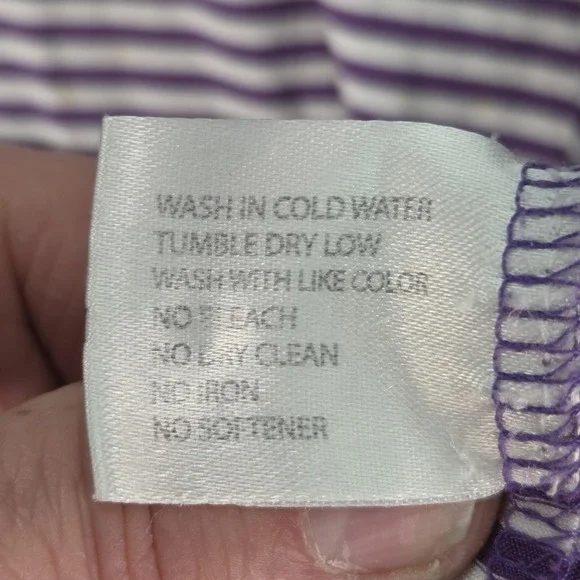 WASH IN COLD WATER
TUMBLE DRY LOW
WASH WITH LIKE COLOR
NO BLEACH
NO DRY CLEAN
NO IRON
NO SOFTENER